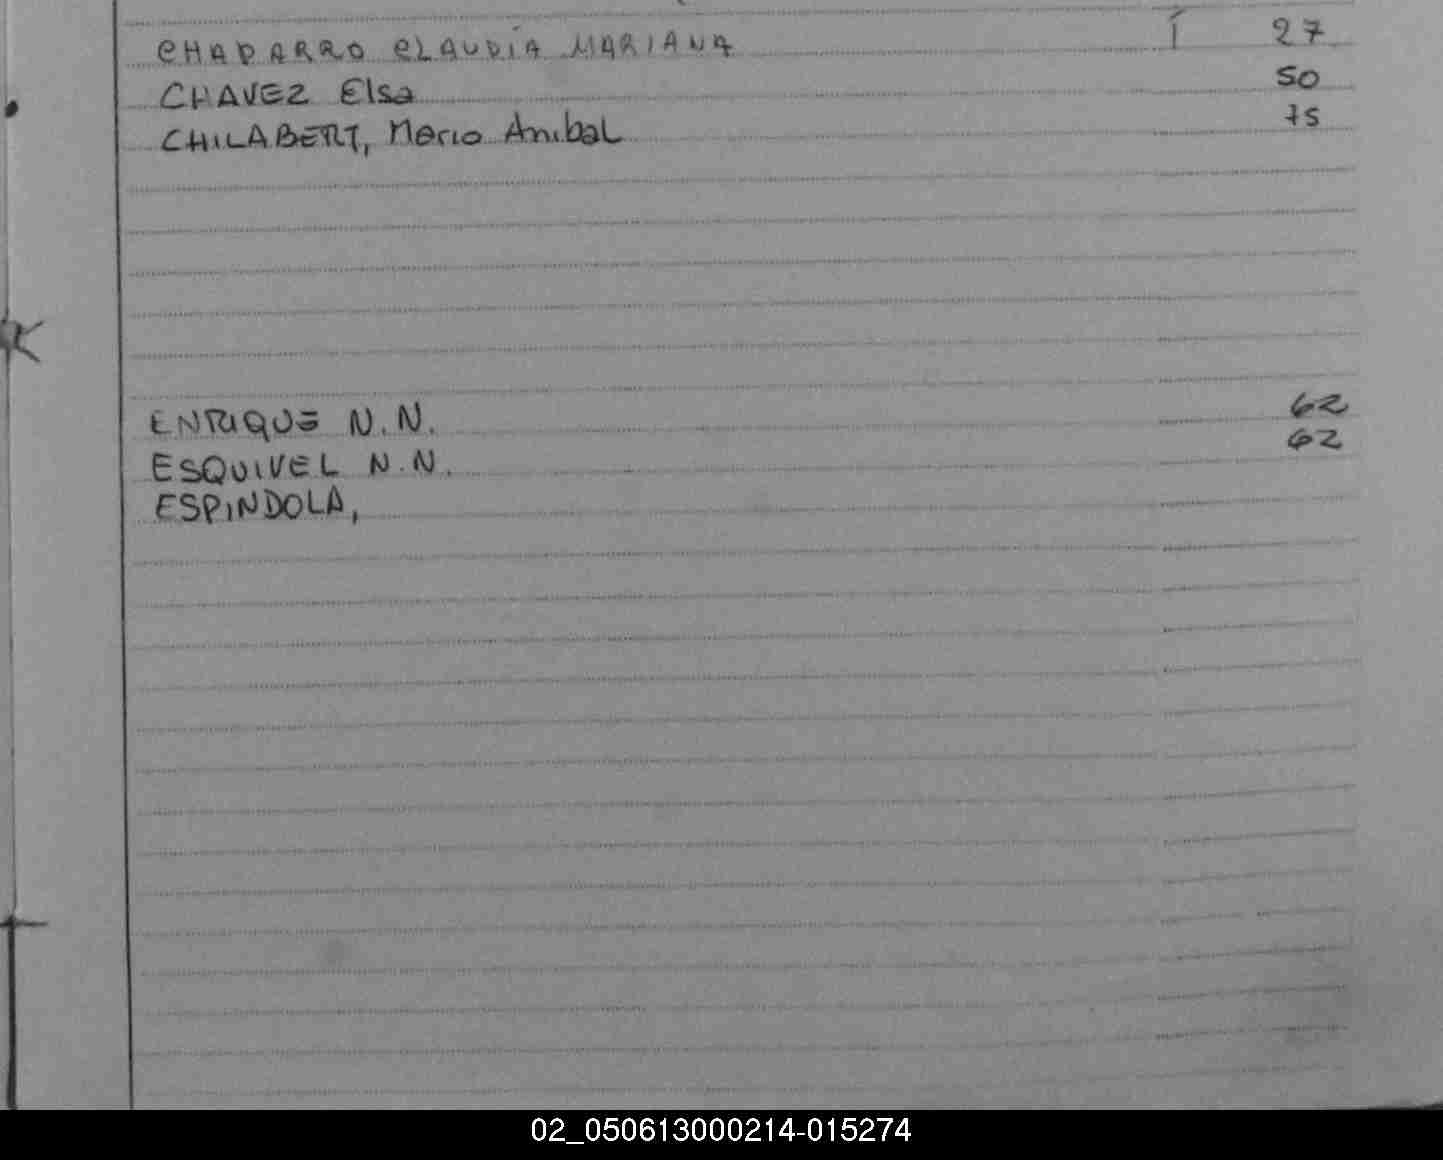 CHAPARRO CLAUDIA MARIANA I 27
CHAVEZ Elsa 50
CHILABERT, Mario Anibal 75
ENRIQUE N.N. 62
ESQUIVEL N.N. 62
ESPINDOLA,
02_050613000214-015274